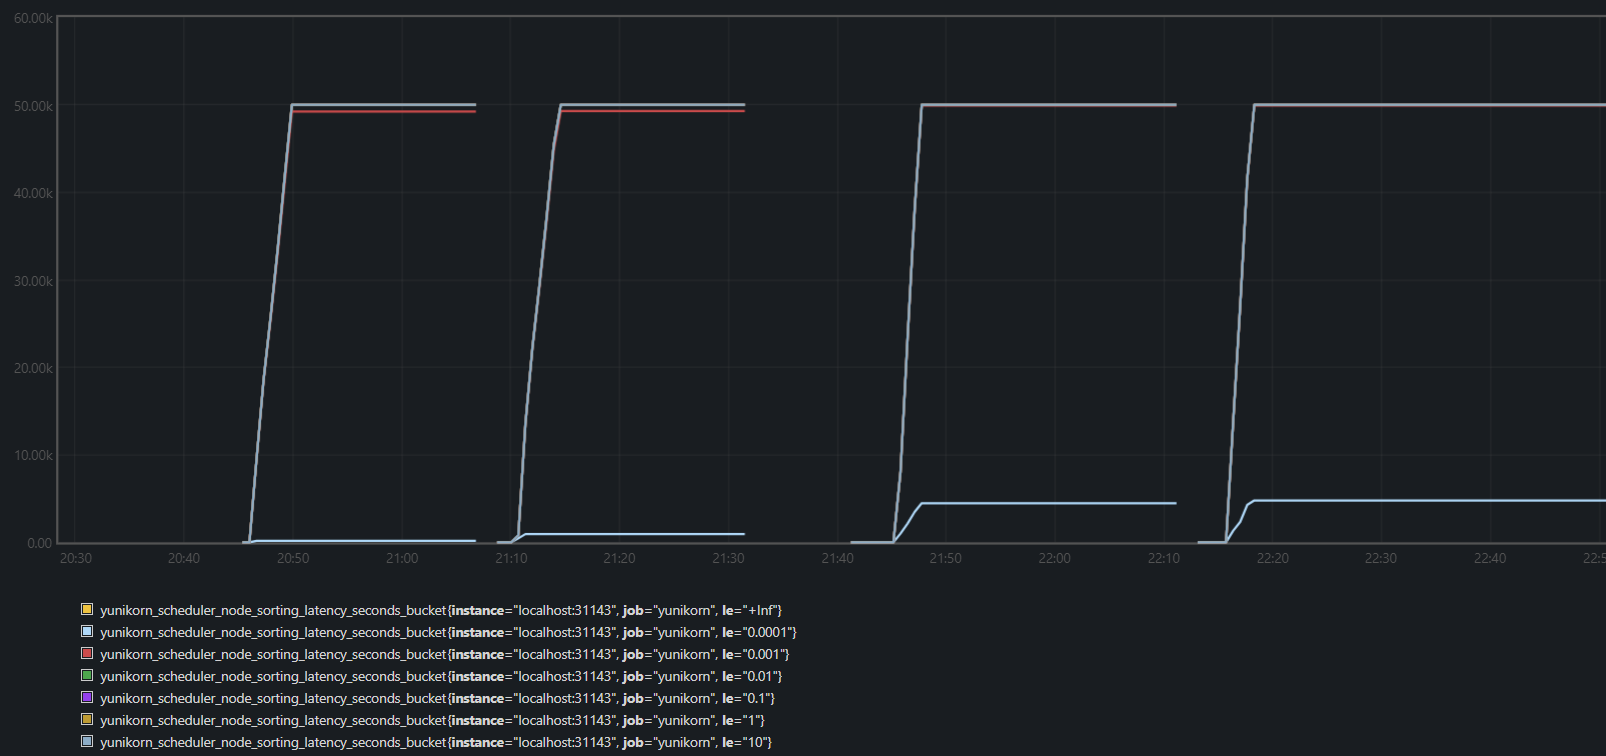 60.00k
50.00k
40.00k
30.00k
20.00k
10.00k
0.00
20:30 20:40 20:50 21:00 21:10 21:20 21:30 21:40 21:50 22:00 22:10 22:20 22:30 22:40 22:5
yunikorn_scheduler_node_sorting_latency_seconds_bucket{instance="localhost:31143", job="yunikorn", le="+Inf"}
yunikorn_scheduler_node_sorting_latency_seconds_bucket{instance="localhost:31143", job="yunikorn", le="0.0001"}
yunikorn_scheduler_node_sorting_latency_seconds_bucket{instance="localhost:31143", job="yunikorn", le="0.001"}
yunikorn_scheduler_node_sorting_latency_seconds_bucket{instance="localhost:31143", job="yunikorn", le="0.01"}
yunikorn_scheduler_node_sorting_latency_seconds_bucket{instance="localhost:31143", job="yunikorn", le="0.1"}
yunikorn_scheduler_node_sorting_latency_seconds_bucket{instance="localhost:31143", job="yunikorn", le="1"}
yunikorn_scheduler_node_sorting_latency_seconds_bucket{instance="localhost:31143", job="yunikorn", le="10"}